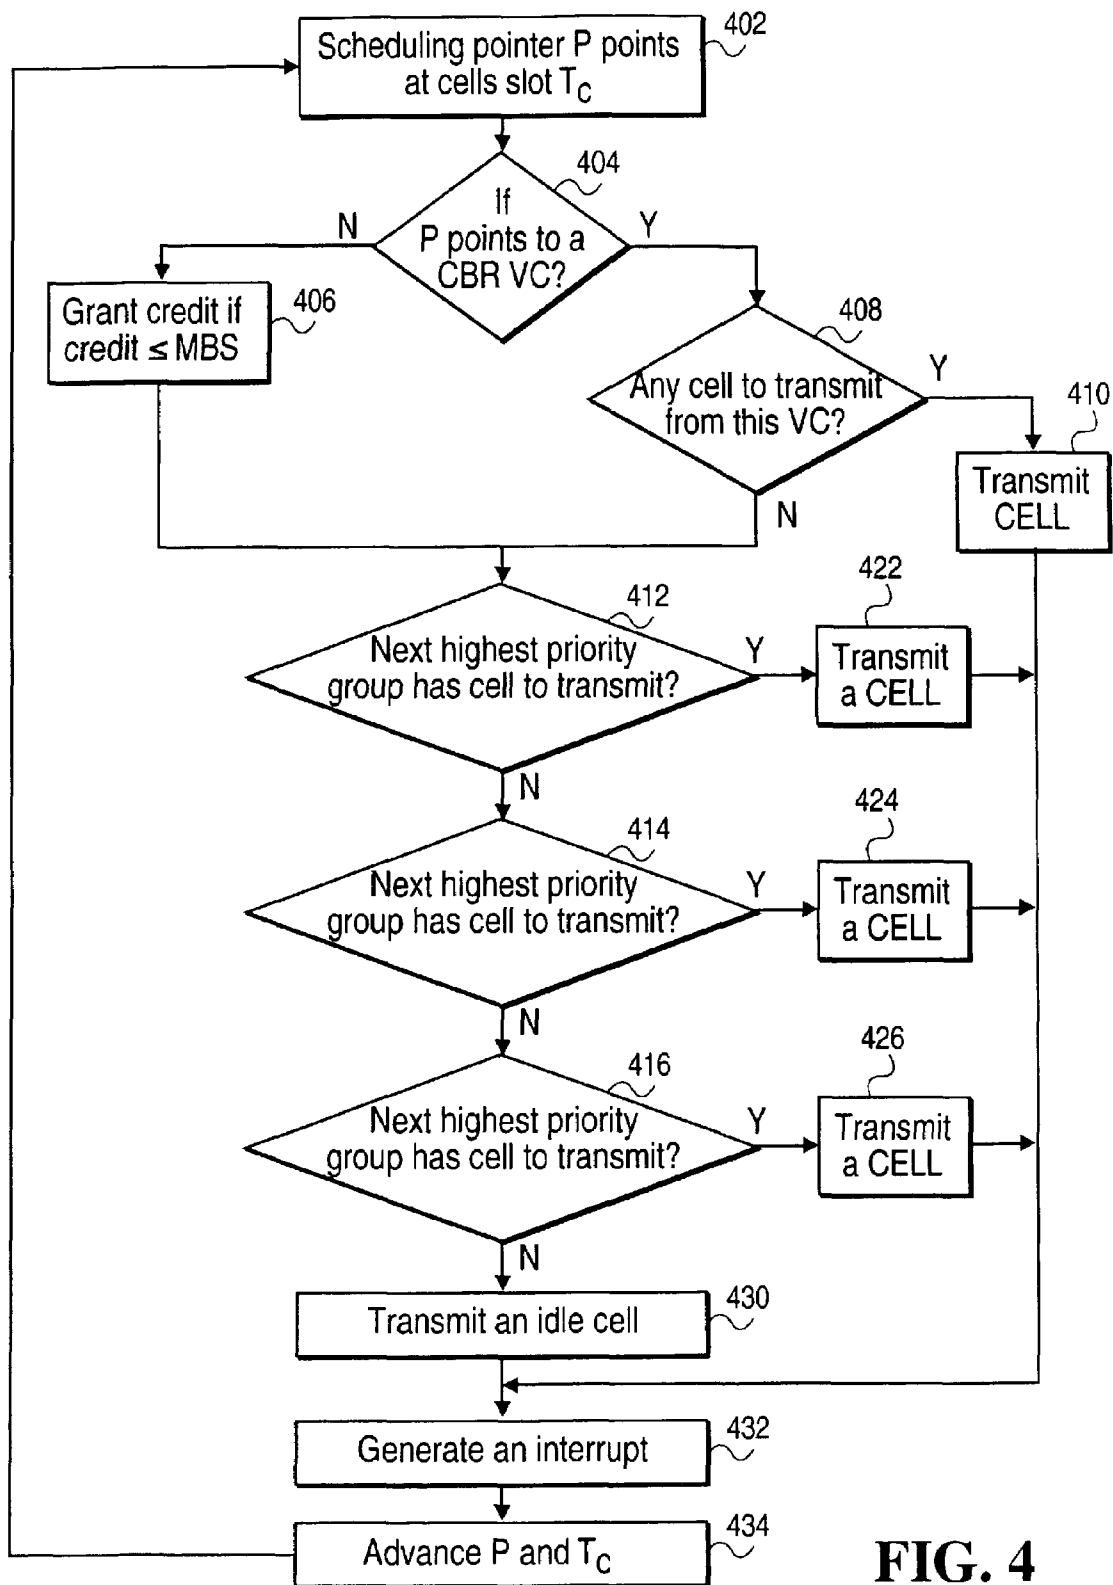 Scheduling pointer P points
at cells slot TC
402
404
If
P points to a
CBR VC?
N
Y
Grant credit if
credit ≤ MBS
406
408
Any cell to transmit
from this VC?
Y
N
410
Transmit
CELL
412
Next highest priority
group has cell to transmit?
Y
N
422
Transmit
a CELL
414
Next highest priority
group has cell to transmit?
Y
N
424
Transmit
a CELL
416
Next highest priority
group has cell to transmit?
Y
N
426
Transmit
a CELL
Transmit an idle cell
430
Generate an interrupt
432
Advance P and TC
434
FIG. 4